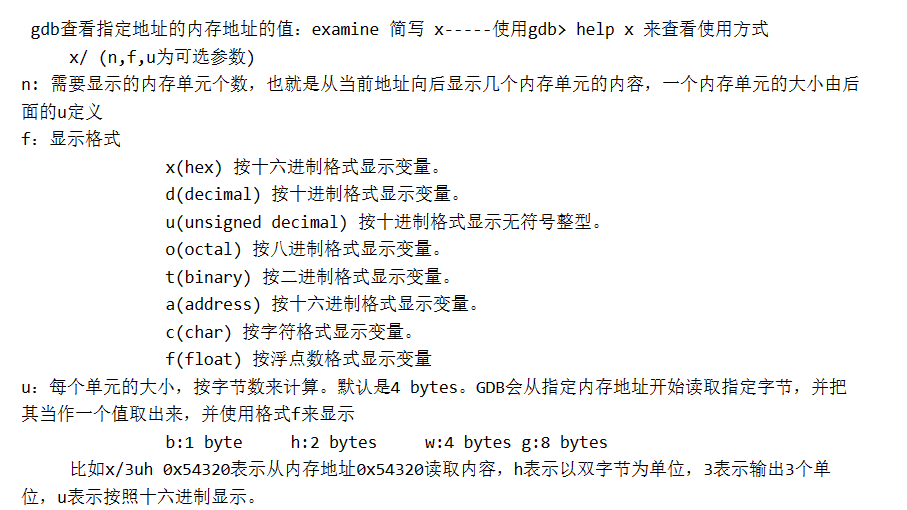 gdb查看指定地址的内存地址的值：examine 简写 x-----使用gdb> help x 来查看使用方式
x/ (n,f,u为可选参数)
n: 需要显示的内存单元个数，也就是从当前地址向后显示几个内存单元的内容，一个内存单元的大小由后
面的u定义
f：显示格式
x(hex) 按十六进制格式显示变量。
d(decimal) 按十进制格式显示变量。
u(unsigned decimal) 按十进制格式显示无符号整型。
o(octal) 按八进制格式显示变量。
t(binary) 按二进制格式显示变量。
a(address) 按十六进制格式显示变量。
c(char) 按字符格式显示变量。
f(float) 按浮点数格式显示变量
u：每个单元的大小，按字节数来计算。默认是4 bytes。GDB会从指定内存地址开始读取指定字节，并把
其当作一个值取出来，并使用格式f来显示
b:1 byte h:2 bytes w:4 bytes g:8 bytes
比如x/3uh 0x54320表示从内存地址0x54320读取内容，h表示以双字节为单位，3表示输出3个单
位，u表示按照十六进制显示。